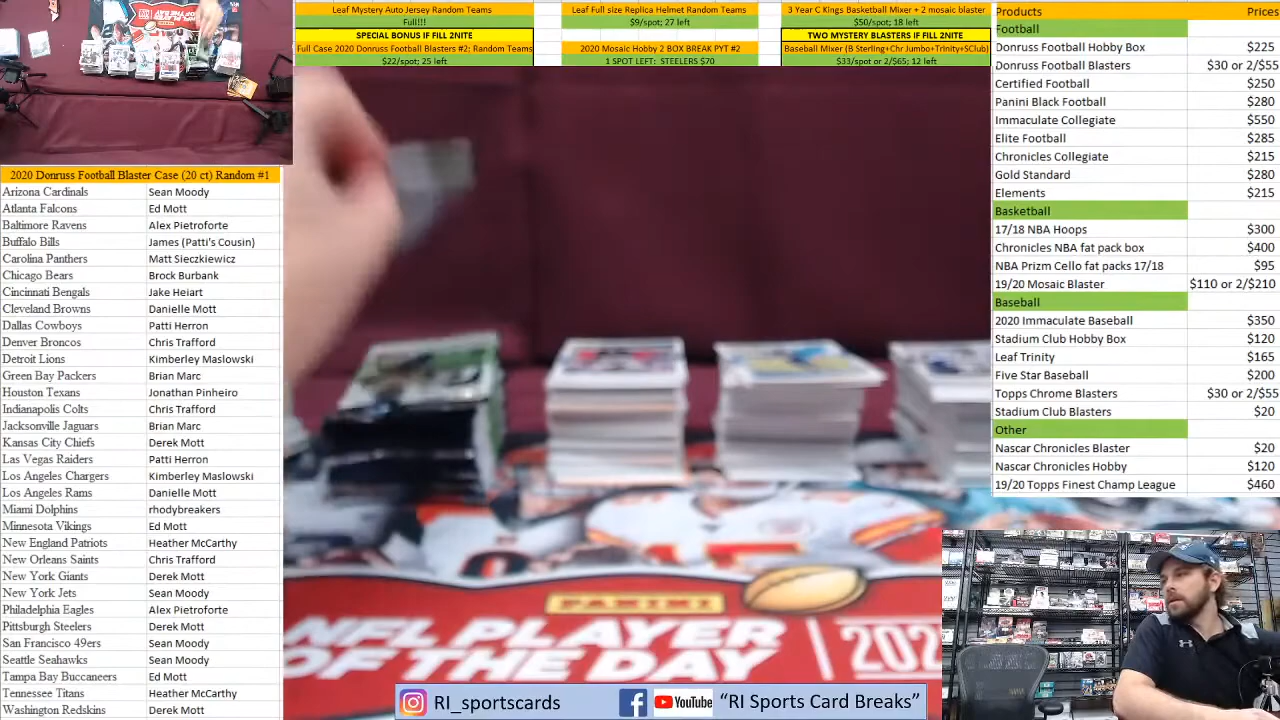 Leaf Mystery Auto Jersey Random Teams
Full!!!
SPECIAL BONUS IF FILL 2NITE
Full Case 2020 Donruss Football Blasters #2; Random Teams
$22/spot; 25 left
Leaf Full size Replica Helmet Random Teams
$9/spot; 27 left
2020 Mosaic Hobby 2 BOX BREAK PYT #2
1 SPOT LEFT: STEELERS $70
3 Year C Kings Basketball Mixer + 2 mosaic blaster
$50/spot; 18 left
TWO MYSTERY BLASTERS IF FILL 2NITE
Baseball Mixer (B Sterling+Chr Jumbo+Trinity+SClub)
$33/spot or 2/$65; 12 left
Products Prices
Football
Donruss Football Hobby Box $225
Donruss Football Blasters $30 or 2/$55
Certified Football $250
Panini Black Football $280
Immaculate Collegiate $550
Elite Football $285
Chronicles Collegiate $215
Gold Standard $280
Elements $215
Basketball
17/18 NBA Hoops $300
Chronicles NBA fat pack box $400
NBA Prizm Cello fat packs 17/18 $95
19/20 Mosaic Blaster $110 or 2/$210
Baseball
2020 Immaculate Baseball $350
Stadium Club Hobby Box $120
Leaf Trinity $165
Five Star Baseball $200
Topps Chrome Blasters $30 or 2/$55
Stadium Club Blasters $20
Other
Nascar Chronicles Blaster $20
Nascar Chronicles Hobby $120
19/20 Topps Finest Champ League $460
2020 Donruss Football Blaster Case (20 ct) Random #1
Arizona Cardinals Sean Moody
Atlanta Falcons Ed Mott
Baltimore Ravens Alex Pietroforte
Buffalo Bills James (Patti's Cousin)
Carolina Panthers Matt Sieczkiewicz
Chicago Bears Brock Burbank
Cincinnati Bengals Jake Heiart
Cleveland Browns Danielle Mott
Dallas Cowboys Patti Herron
Denver Broncos Chris Trafford
Detroit Lions Kimberley Maslowski
Green Bay Packers Brian Marc
Houston Texans Jonathan Pinheiro
Indianapolis Colts Chris Trafford
Jacksonville Jaguars Brian Marc
Kansas City Chiefs Derek Mott
Las Vegas Raiders Patti Herron
Los Angeles Chargers Kimberley Maslowski
Los Angeles Rams Danielle Mott
Miami Dolphins rhodybreakers
Minnesota Vikings Ed Mott
New England Patriots Heather McCarthy
New Orleans Saints Chris Trafford
New York Giants Derek Mott
New York Jets Sean Moody
Philadelphia Eagles Alex Pietroforte
Pittsburgh Steelers Derek Mott
San Francisco 49ers Sean Moody
Seattle Seahawks Sean Moody
Tampa Bay Buccaneers Ed Mott
Tennessee Titans Heather McCarthy
Washington Redskins Derek Mott
PANINI
PLAYER
OF THE DAY
202
RI_sportscards
YouTube
"RI Sports Card Breaks"